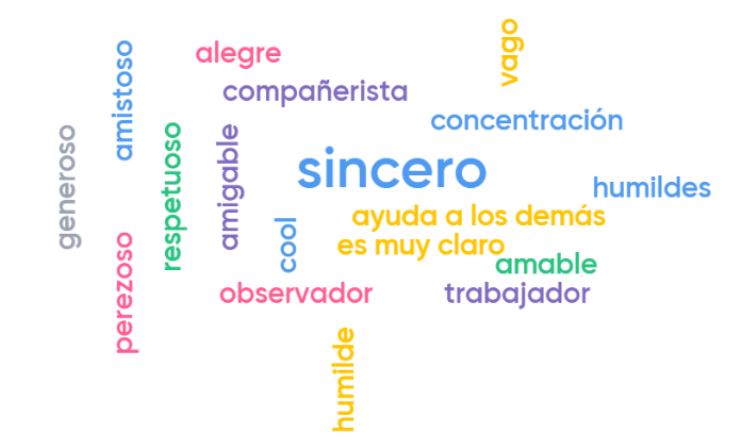 vago
alegre
amistoso
compañerista
concentración
generoso
respetuoso
amigable
sincero
humildes
ayuda a los demás
cool
es muy claro
amable
perezoso
observador
trabajador
humilde